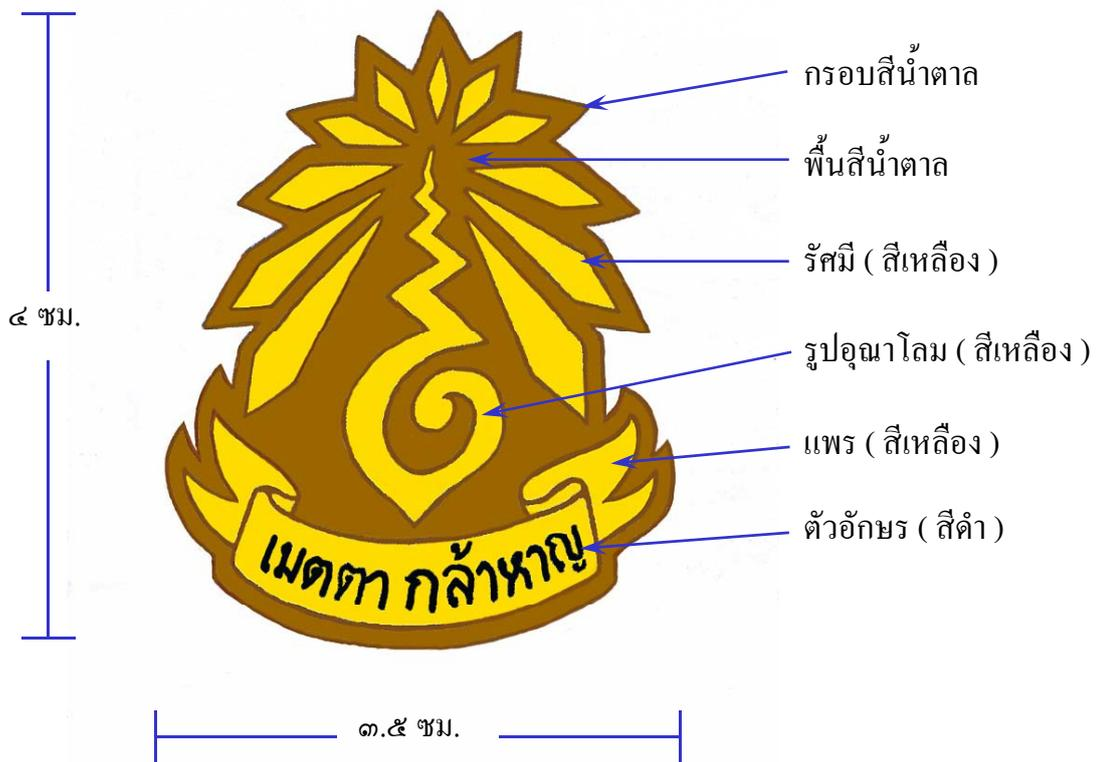 กรอบสีน้ำตาล
พื้นสีน้ำตาล
รัศมี ( สีเหลือง )
๔ ซม.
รูปอุณาโลม ( สีเหลือง )
แพร ( สีเหลือง )
ตัวอักษร ( สีดำ )
เมตตา กล้าหาญ
๓.๕ ซม.